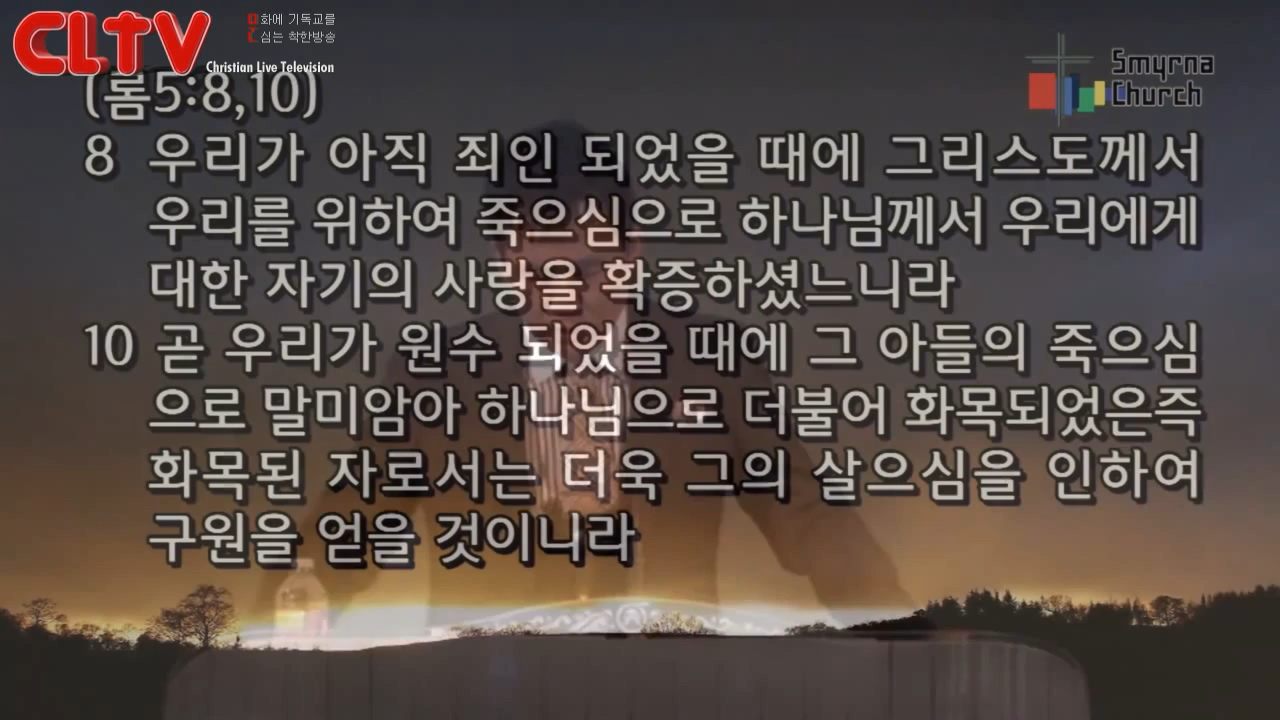 CLTV
화에 기독교를
심는 착한방송
Christian Live Television
Smyrna
Church
(롬5:8,10)
8 우리가 아직 죄인 되었을 때에 그리스도께서
우리를 위하여 죽으심으로 하나님께서 우리에게
대한 자기의 사랑을 확증하셨느니라
10 곧 우리가 원수 되었을 때에 그 아들의 죽으심
으로 말미암아 하나님으로 더불어 화목되었은즉
화목된 자로서는 더욱 그의 살으심을 인하여
구원을 얻을 것이니라